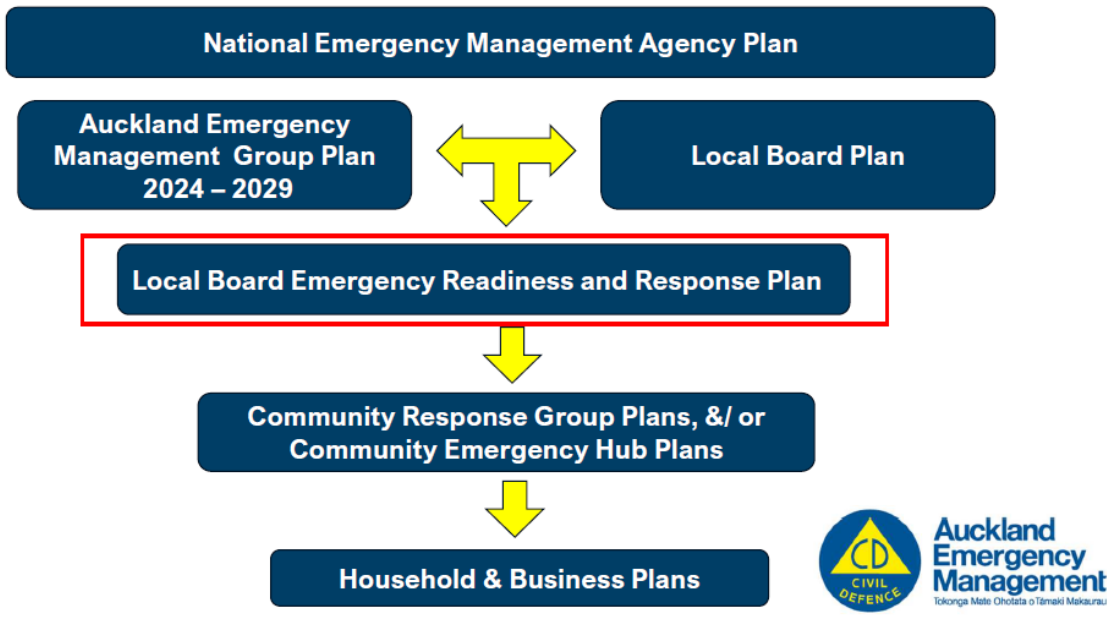 National Emergency Management Agency Plan
Auckland Emergency
Management Group Plan
2024 – 2029
Local Board Plan
Local Board Emergency Readiness and Response Plan
Community Response Group Plans, &/ or
Community Emergency Hub Plans
Household & Business Plans
CD
CIVIL
DEFENCE
Auckland
Emergency
Management
Tokonga Mate Ohotata o Tāmaki Makaurau